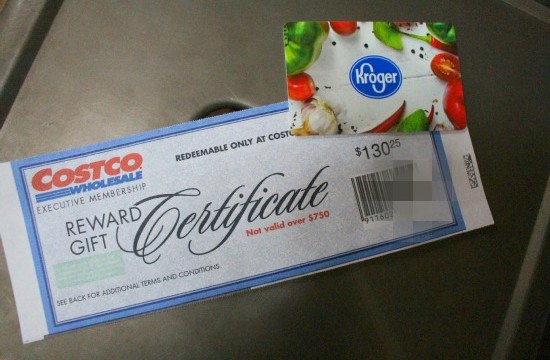 Kroger
REDEEMABLE ONLY AT COSTC
$130.25
COSTCO
WHOLESALE
EXECUTIVE MEMBERSHIP
REWARD
GIFT
Certificate
Not valid over $750
SEE BACK FOR ADDITIONAL TERMS AND CONDITIONS.